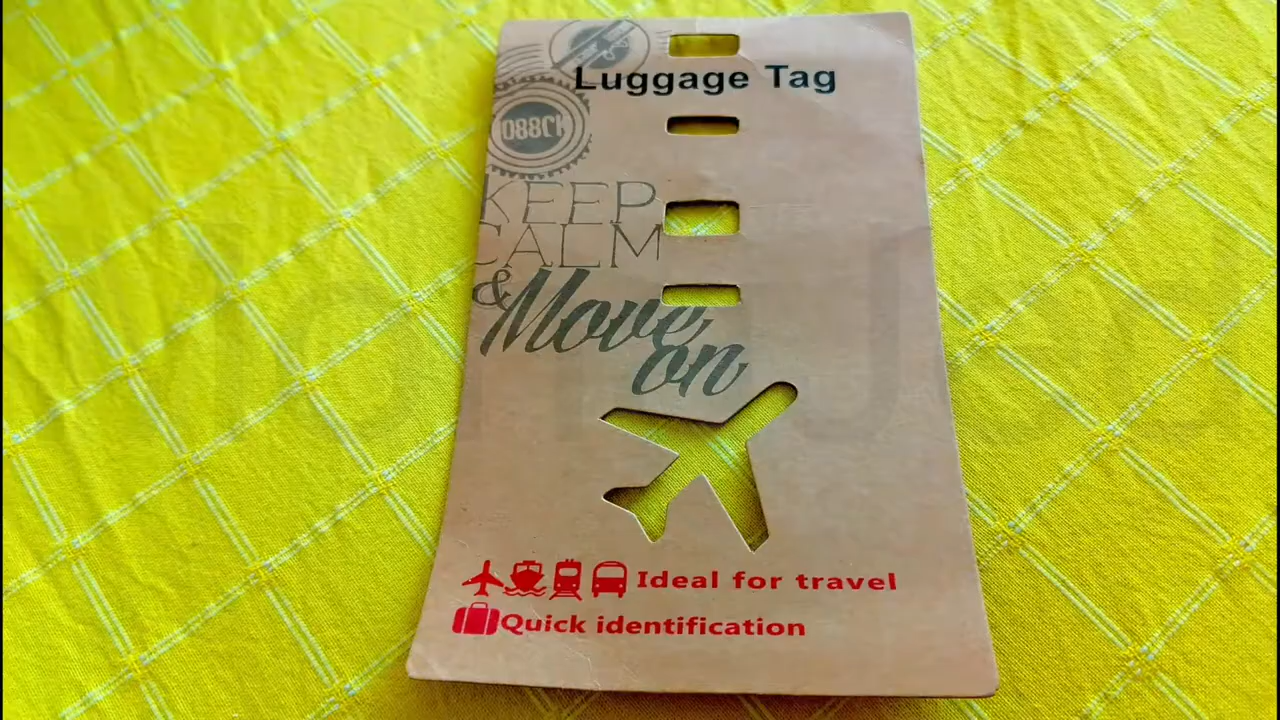 Luggage Tag
KEEP
CALM
& Move
on
Ideal for travel
Quick identification